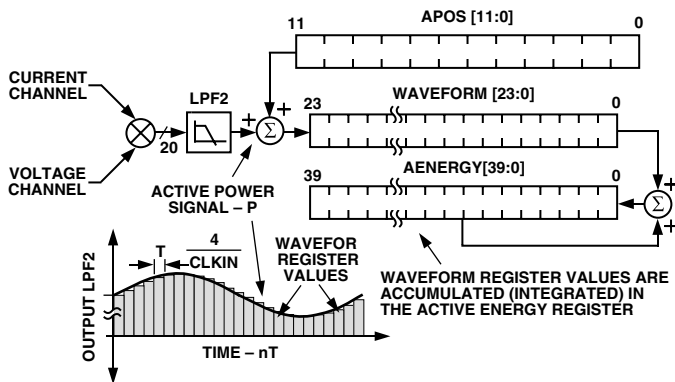 APOS [11:0]
11
0
CURRENT
CHANNEL
LPF2
WAVEFORM [23:0]
23
0
+
+
Σ
20
VOLTAGE
CHANNEL
AENERGY[39:0]
39
0
+
Σ
+
ACTIVE POWER
SIGNAL – P
T
4
CLKIN
WAVEFOR
REGISTER
VALUES
WAVEFORM REGISTER VALUES ARE
ACCUMULATED (INTEGRATED) IN
THE ACTIVE ENERGY REGISTER
OUTPUT LPF2
TIME – nT